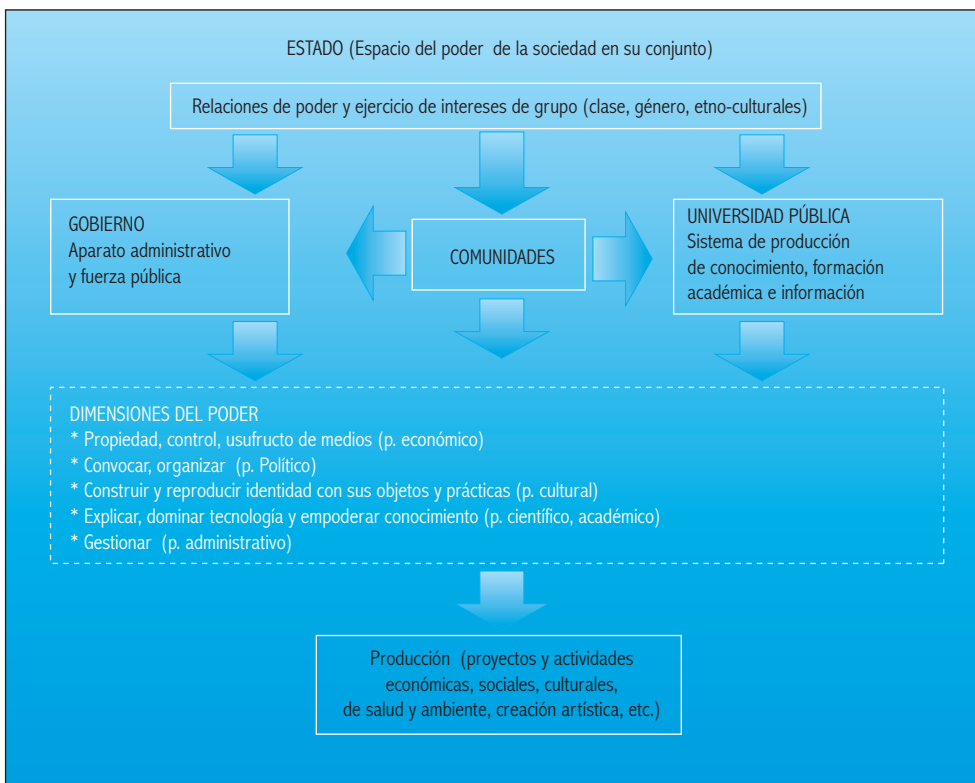 ESTADO (Espacio del poder de la sociedad en su conjunto)
Relaciones de poder y ejercicio de intereses de grupo (clase, género, etno-culturales)
GOBIERNO
Aparato administrativo
y fuerza pública
COMUNIDADES
UNIVERSIDAD PÚBLICA
Sistema de producción
de conocimiento, formación
académica e información
DIMENSIONES DEL PODER
* Propiedad, control, usufructo de medios (p. económico)
* Convocar, organizar (p. Político)
* Construir y reproducir identidad con sus objetos y prácticas (p. cultural)
* Explicar, dominar tecnología y empoderar conocimiento (p. científico, académico)
* Gestionar (p. administrativo)
Producción (proyectos y actividades
económicas, sociales, culturales,
de salud y ambiente, creación artística, etc.)